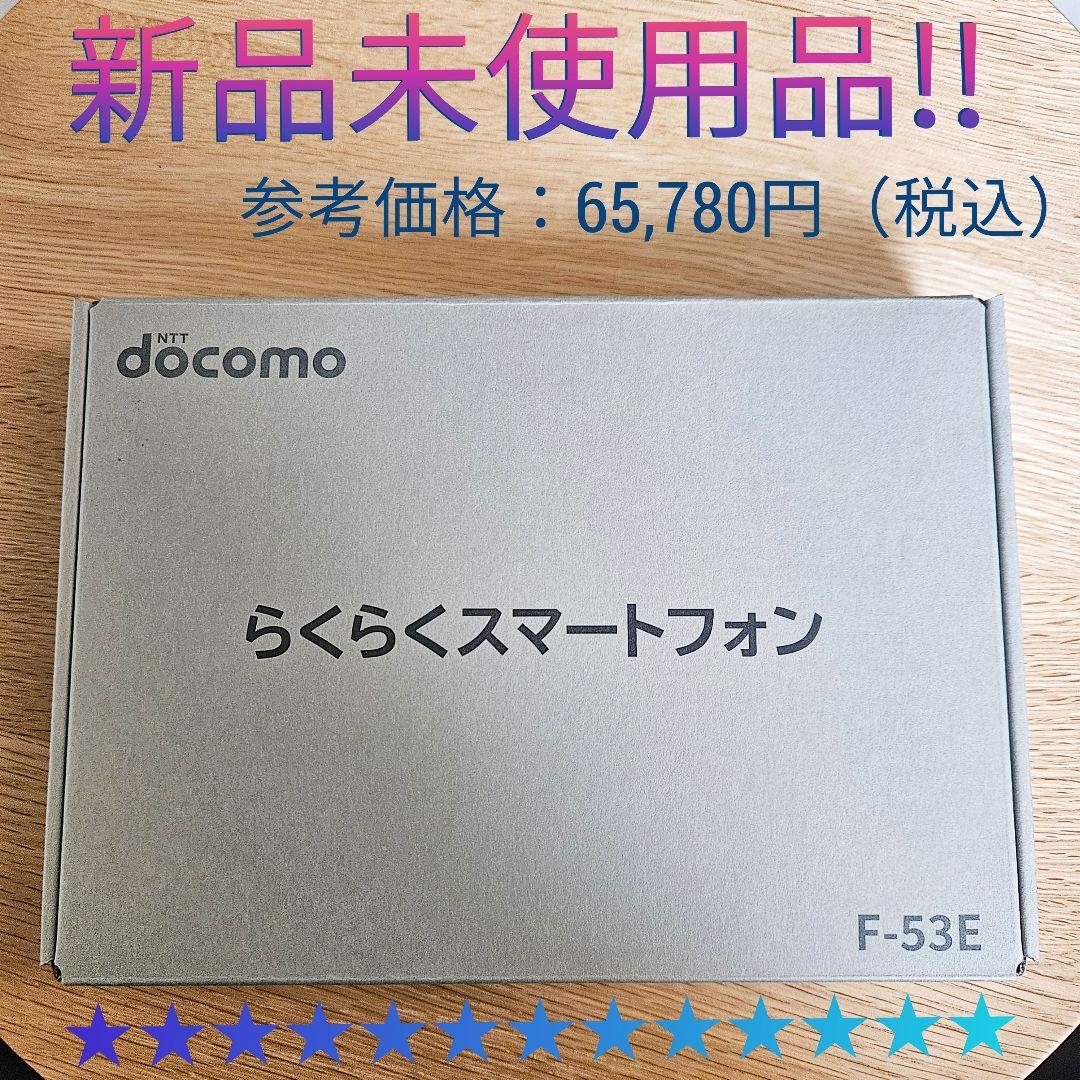 新品未使用品!!
参考価格：65,780円（税込）
NTT
docomo
らくらくスマートフォン
F-53E